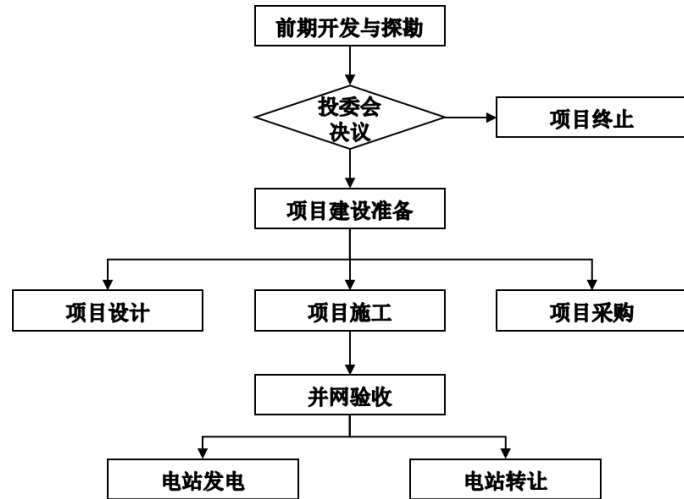 前期开发与探勘
投委会
决议
项目终止
项目建设准备
项目设计
项目施工
项目采购
并网验收
电站发电
电站转让